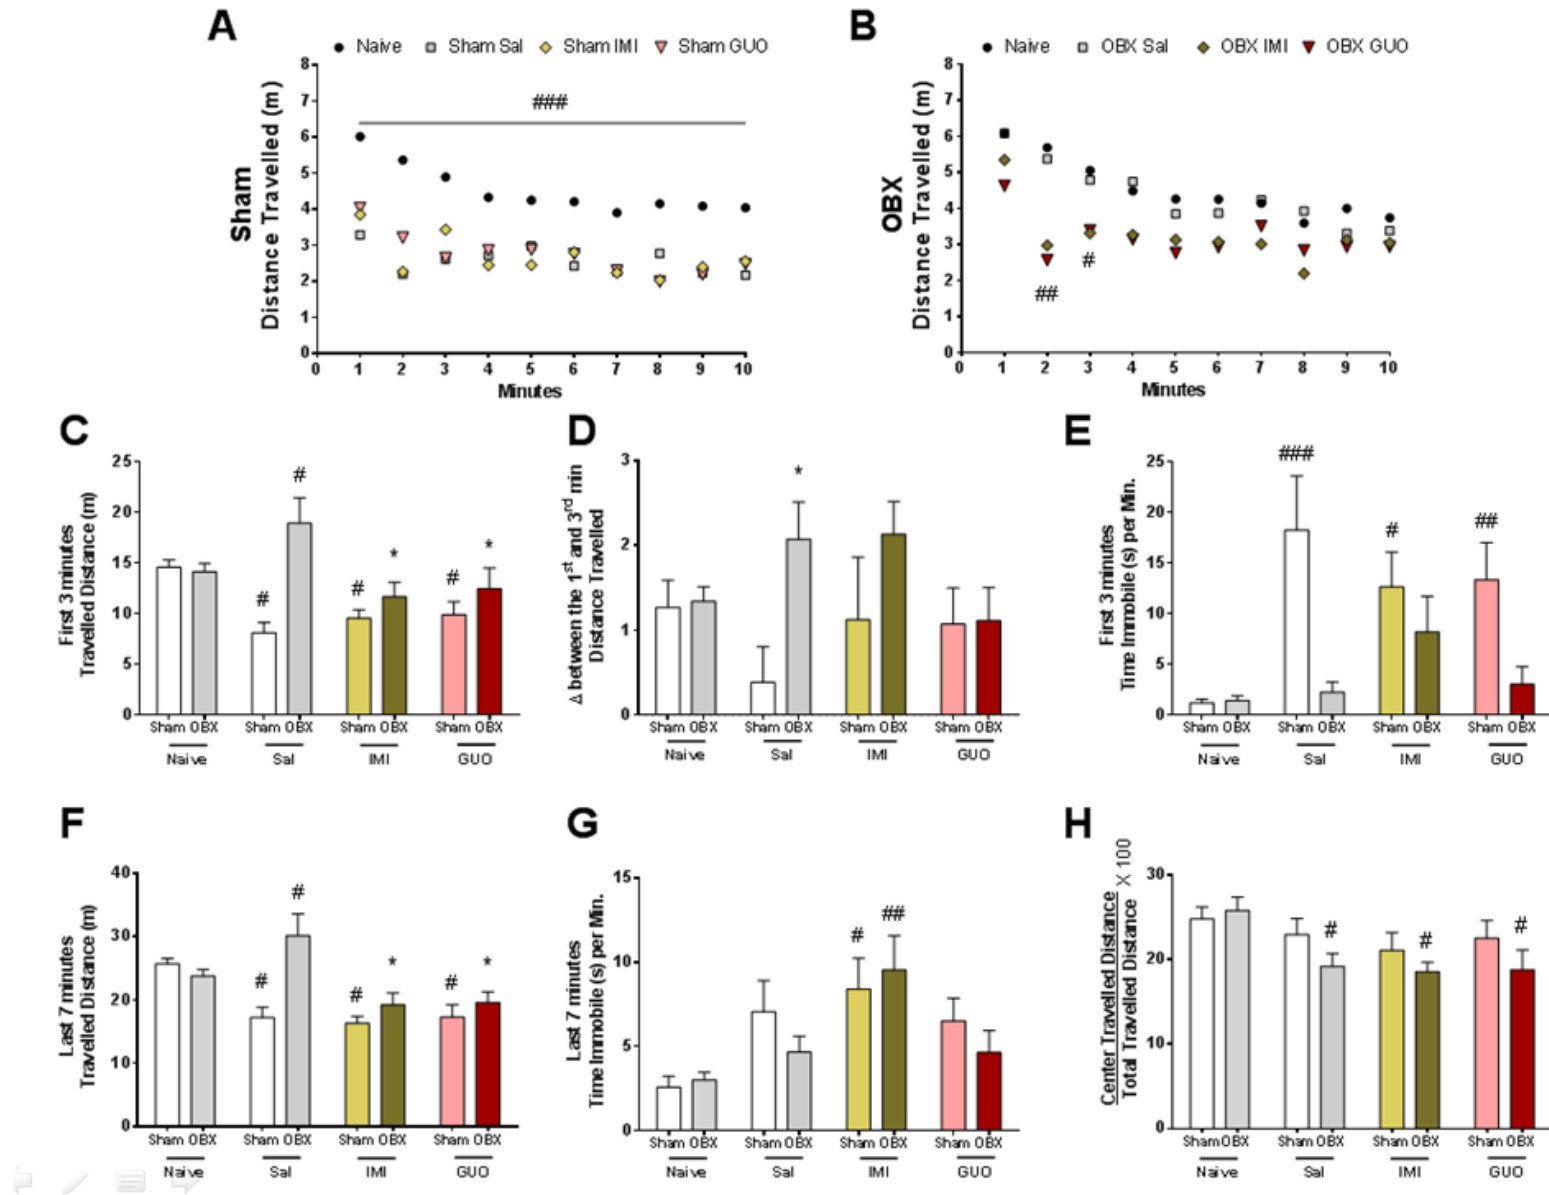 A
Naive Sham Sal Sham IMI Sham GUO
Sham
Distance Travelled (m)
8
7
6
5
4
3
2
1
0
###
0 1 2 3 4 5 6 7 8 9 10
Minutes
B
Naive OBX Sal OBX IMI OBX GUO
OBX
Distance Travelled (m)
8
7
6
5
4
3
2
1
0
##
#
0 1 2 3 4 5 6 7 8 9 10
Minutes
C
First 3 minutes
Travelled Distance (m)
25
20
15
10
5
0
# # # * # *
Sham OBX Sham OBX Sham OBX Sham OBX
Naive Sal IMI GUO
D
Δ between the 1st and 3rd min
Distance Travelled
3
2
1
0
*
Sham OBX Sham OBX Sham OBX Sham OBX
Naive Sal IMI GUO
E
First 3 minutes
Time Immobile (s) per Min.
25
20
15
10
5
0
### # ##
Sham OBX Sham OBX Sham OBX Sham OBX
Naive Sal IMI GUO
F
Last 7 minutes
Travelled Distance (m)
40
30
20
10
0
# # # * # *
Sham OBX Sham OBX Sham OBX Sham OBX
Naive Sal IMI GUO
G
Last 7 minutes
Time Immobile (s) per Min.
15
10
5
0
# ##
Sham OBX Sham OBX Sham OBX Sham OBX
Naive Sal IMI GUO
H
Center Travelled Distance
Total Travelled Distance
X 100
30
20
10
0
# # #
Sham OBX Sham OBX Sham OBX Sham OBX
Naive Sal IMI GUO